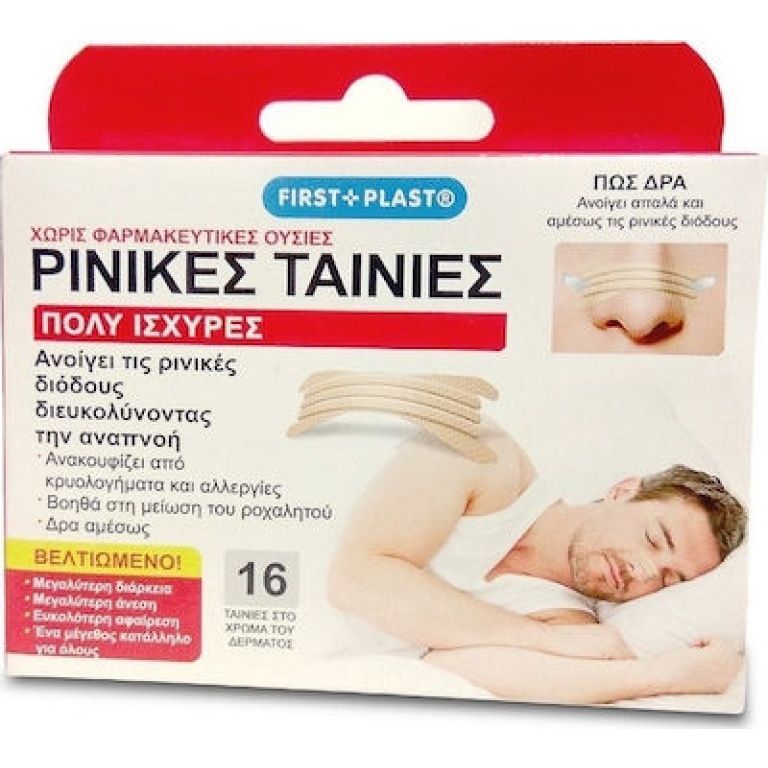 FIRST+PLAST®
ΧΩΡΙΣ ΦΑΡΜΑΚΕΥΤΙΚΕΣ ΟΥΣΙΕΣ
ΡΙΝΙΚΕΣ ΤΑΙΝΙΕΣ
ΠΟΛΥ ΙΣΧΥΡΕΣ
Ανοίγει τις ρινικές
διόδους
διευκολύνοντας
την αναπνοή
· Ανακουφίζει από
κρυολογήματα και αλλεργίες
· Βοηθά στη μείωση του ροχαλητού
· Δρα αμέσως
ΠΩΣ ΔΡΑ
Ανοίγει απαλά και
αμέσως τις ρινικές διόδους
ΒΕΛΤΙΩΜΕΝΟ!
· Μεγαλύτερη διάρκεια
· Μεγαλύτερη άνεση
· Ευκολότερη αφαίρεση
· Ένα μέγεθος κατάλληλο
για όλους
16
ΤΑΙΝΙΕΣ ΣΤΟ
ΧΡΩΜΑ ΤΟΥ
ΔΕΡΜΑΤΟΣ